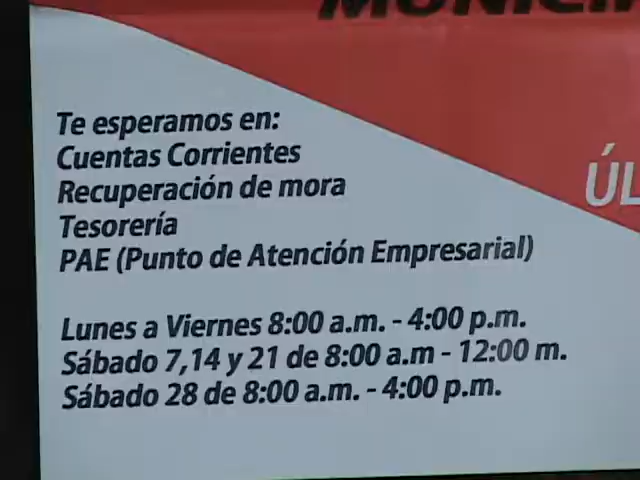 Te esperamos en:
Cuentas Corrientes
Recuperación de mora
Tesorería
PAE (Punto de Atención Empresarial)
Lunes a Viernes 8:00 a.m. - 4:00 p.m.
Sábado 7,14 y 21 de 8:00 a.m - 12:00 m.
Sábado 28 de 8:00 a.m. - 4:00 p.m.